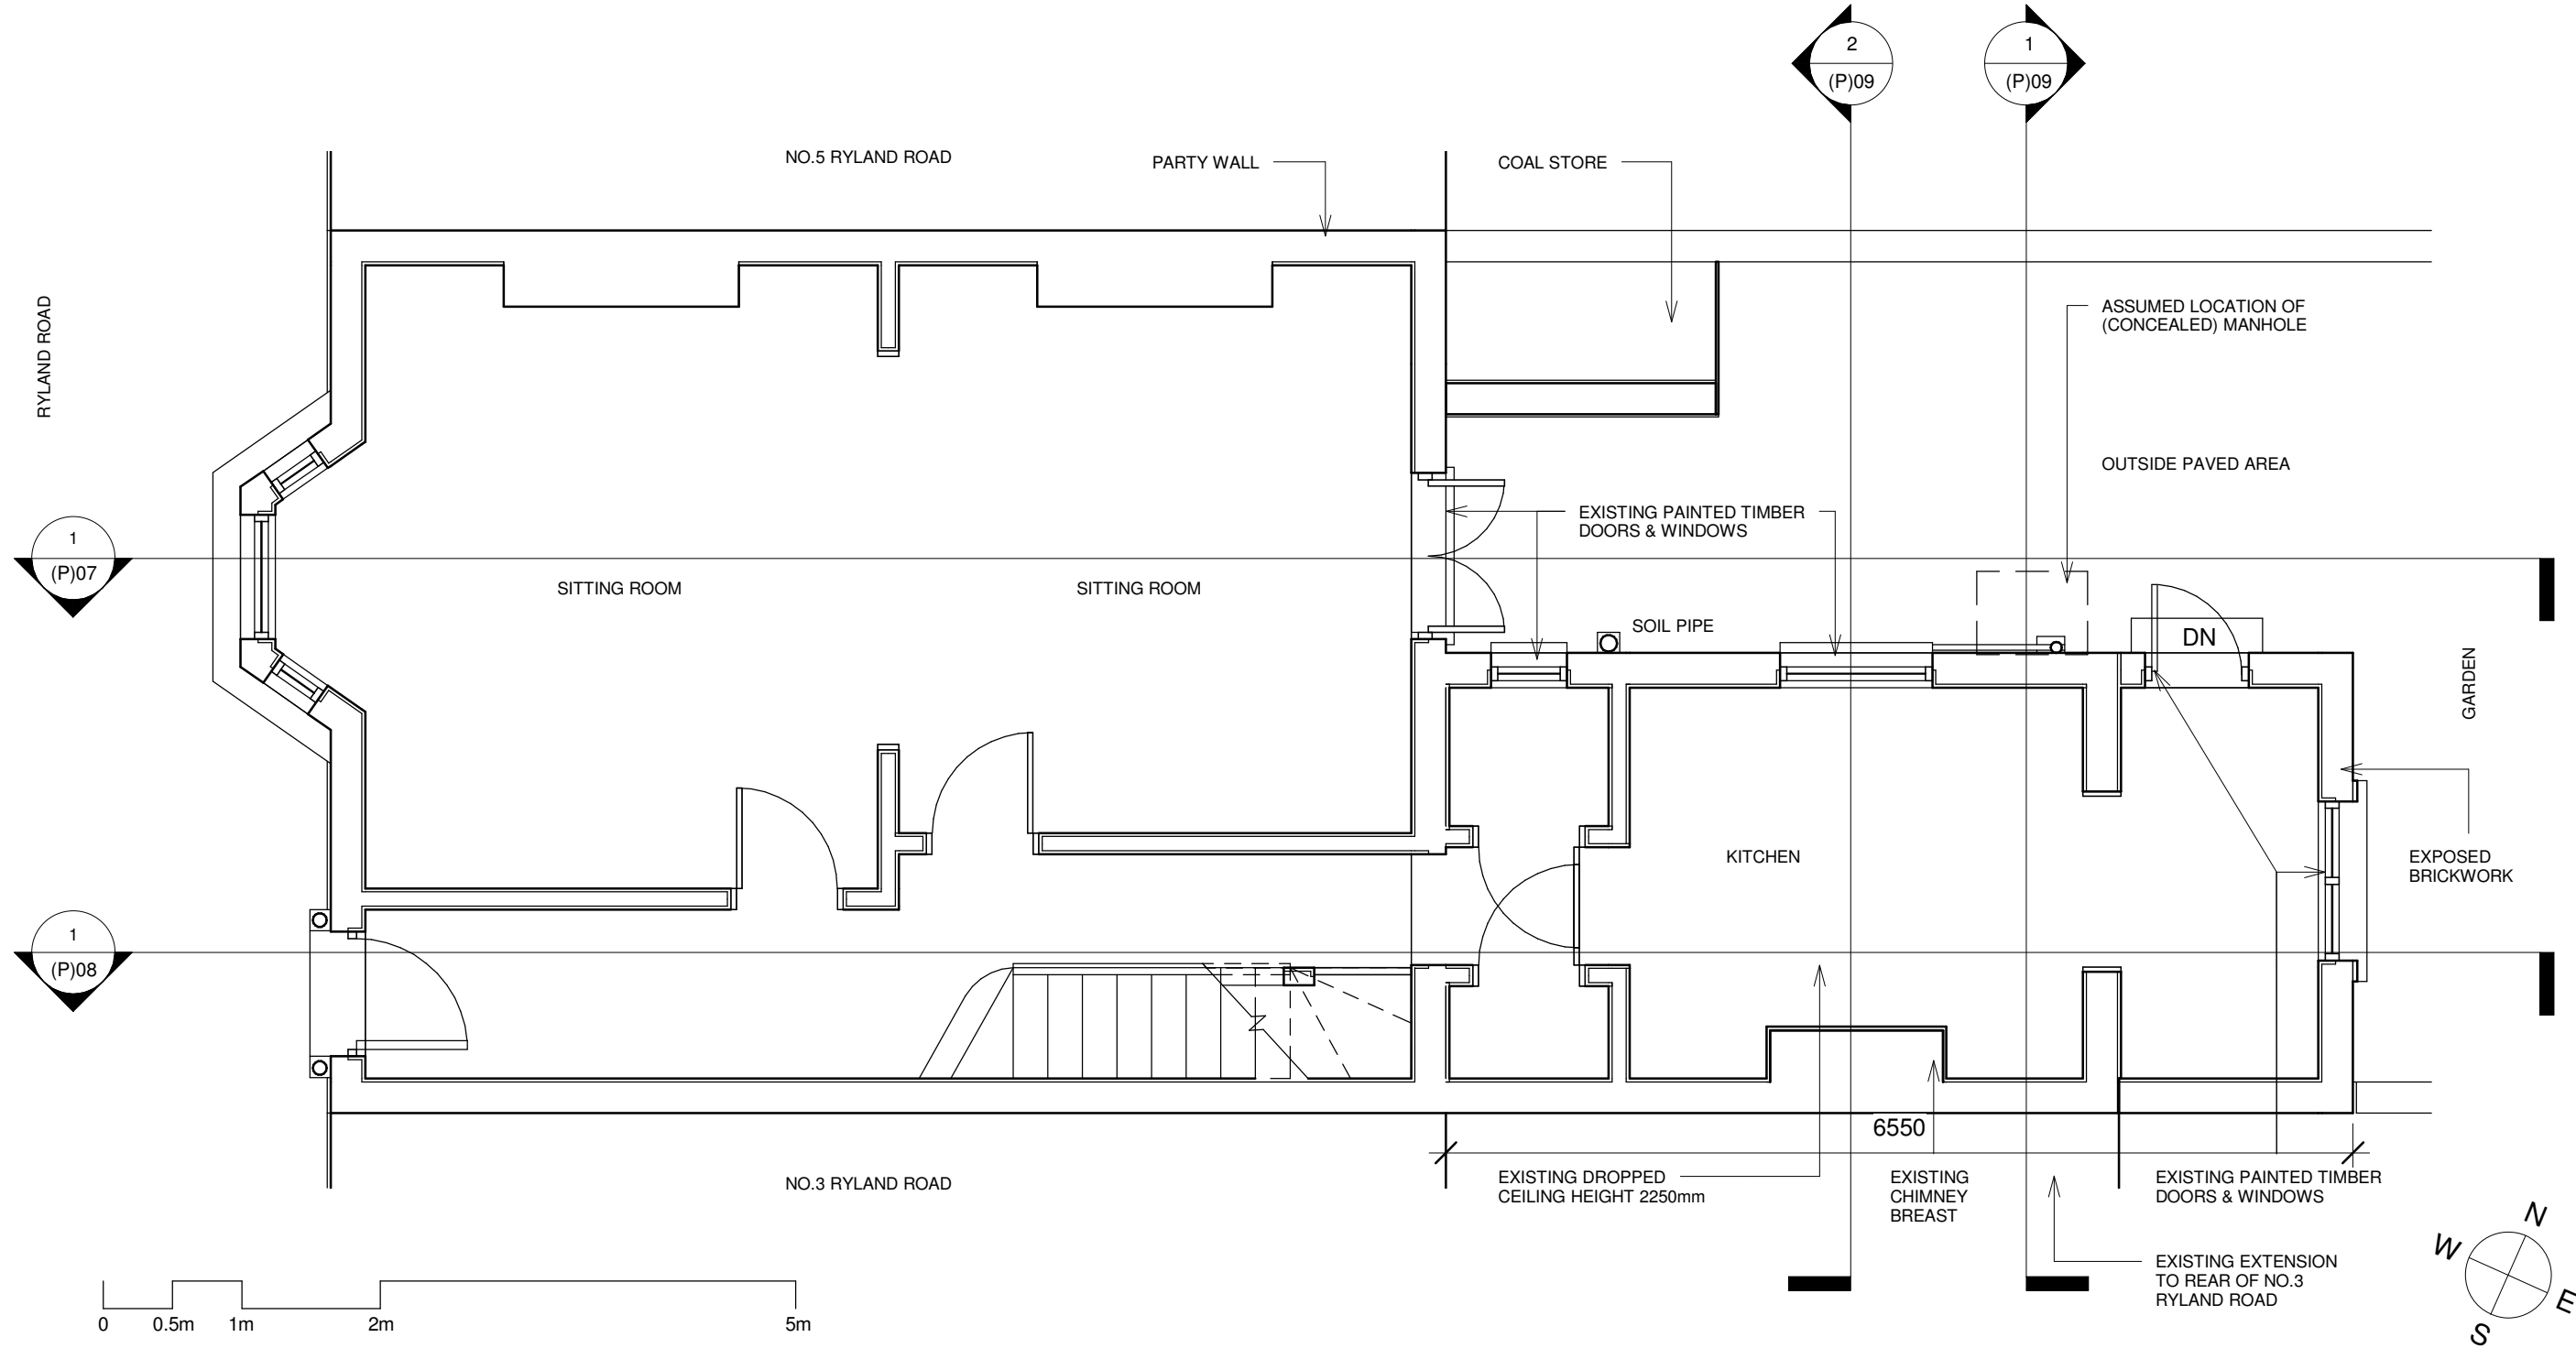 2
(P)09
1
(P)09
NO.5 RYLAND ROAD
PARTY WALL
COAL STORE
RYLAND ROAD
ASSUMED LOCATION OF
(CONCEALED) MANHOLE
OUTSIDE PAVED AREA
EXISTING PAINTED TIMBER
DOORS & WINDOWS
1
(P)07
SITTING ROOM
SITTING ROOM
SOIL PIPE
DN
GARDEN
KITCHEN
EXPOSED
BRICKWORK
1
(P)08
6550
NO.3 RYLAND ROAD
EXISTING DROPPED
CEILING HEIGHT 2250mm
EXISTING
CHIMNEY
BREAST
EXISTING PAINTED TIMBER
DOORS & WINDOWS
EXISTING EXTENSION
TO REAR OF NO.3
RYLAND ROAD
N
W
E
S
0 0.5m 1m 2m 5m